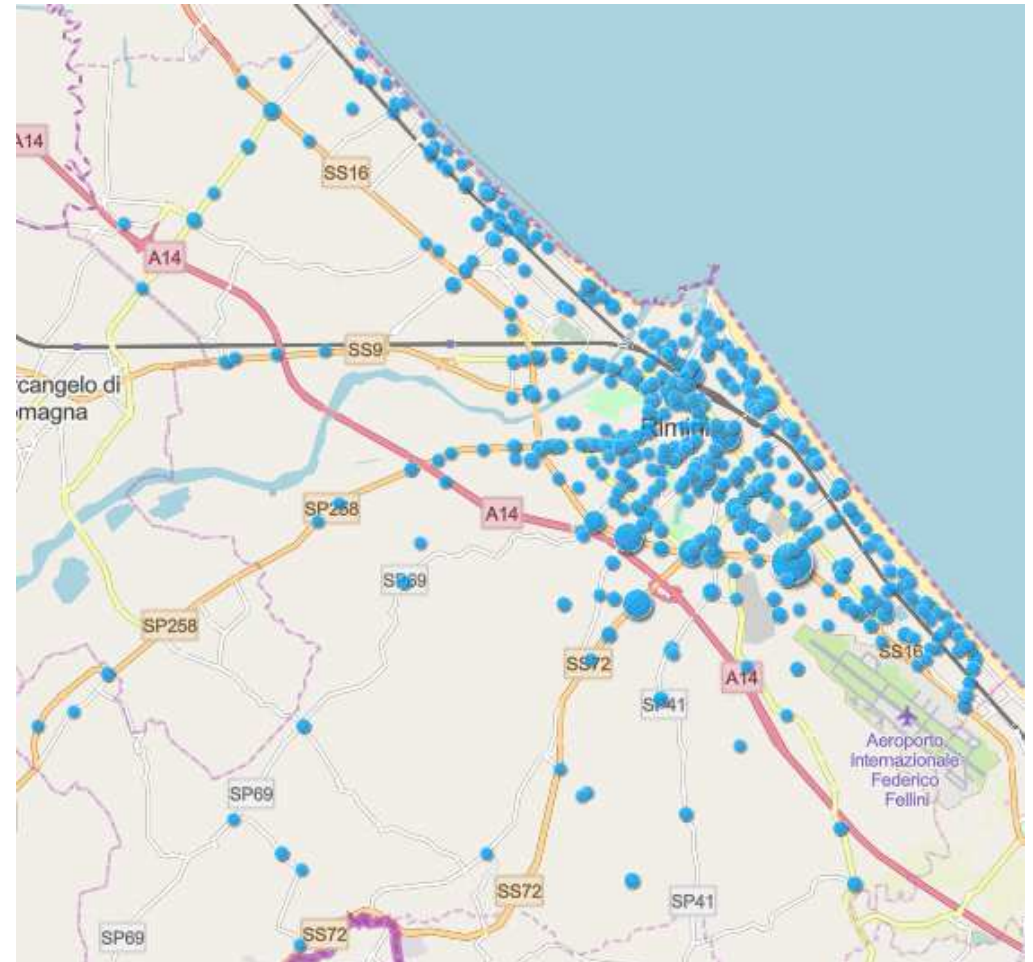 A14
SS16
A14
SS9
rcangelo di
omagna
Rimini
SP258
A14
SP69
SP258
SS72
SS16
A14
SP41
Aeroporto
Internazionale
Federico
Fellini
SP69
SS72
SP41
SP69
SS72